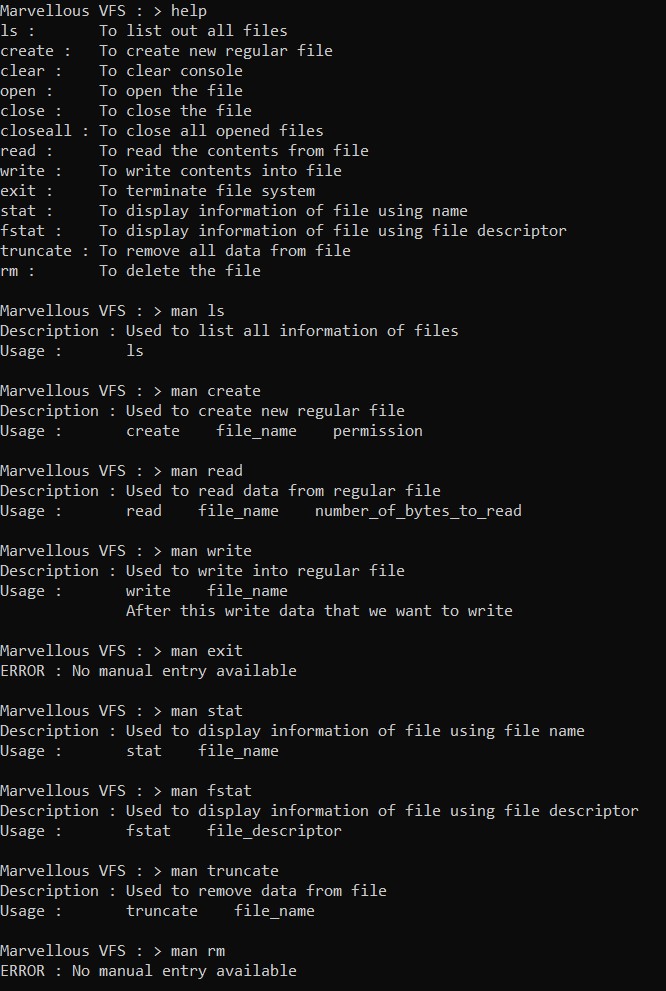 Marvellous VFS : > help
ls :       To list out all files
create :   To create new regular file
clear :    To clear console
open :     To open the file
close :    To close the file
closeall : To close all opened files
read :     To read the contents from file
write :    To write contents into file
exit :     To terminate file system
stat :     To display information of file using name
fstat :    To display information of file using file descriptor
truncate : To remove all data from file
rm :       To delete the file
Marvellous VFS : > man ls
Description : Used to list all information of files
Usage :       ls
Marvellous VFS : > man create
Description : Used to create new regular file
Usage :       create    file_name    permission
Marvellous VFS : > man read
Description : Used to read data from regular file
Usage :       read    file_name    number_of_bytes_to_read
Marvellous VFS : > man write
Description : Used to write into regular file
Usage :       write    file_name
              After this write data that we want to write
Marvellous VFS : > man exit
ERROR : No manual entry available
Marvellous VFS : > man stat
Description : Used to display information of file using file name
Usage :       stat    file_name
Marvellous VFS : > man fstat
Description : Used to display information of file using file descriptor
Usage :       fstat    file_descriptor
Marvellous VFS : > man truncate
Description : Used to remove data from file
Usage :       truncate    file_name
Marvellous VFS : > man rm
ERROR : No manual entry available